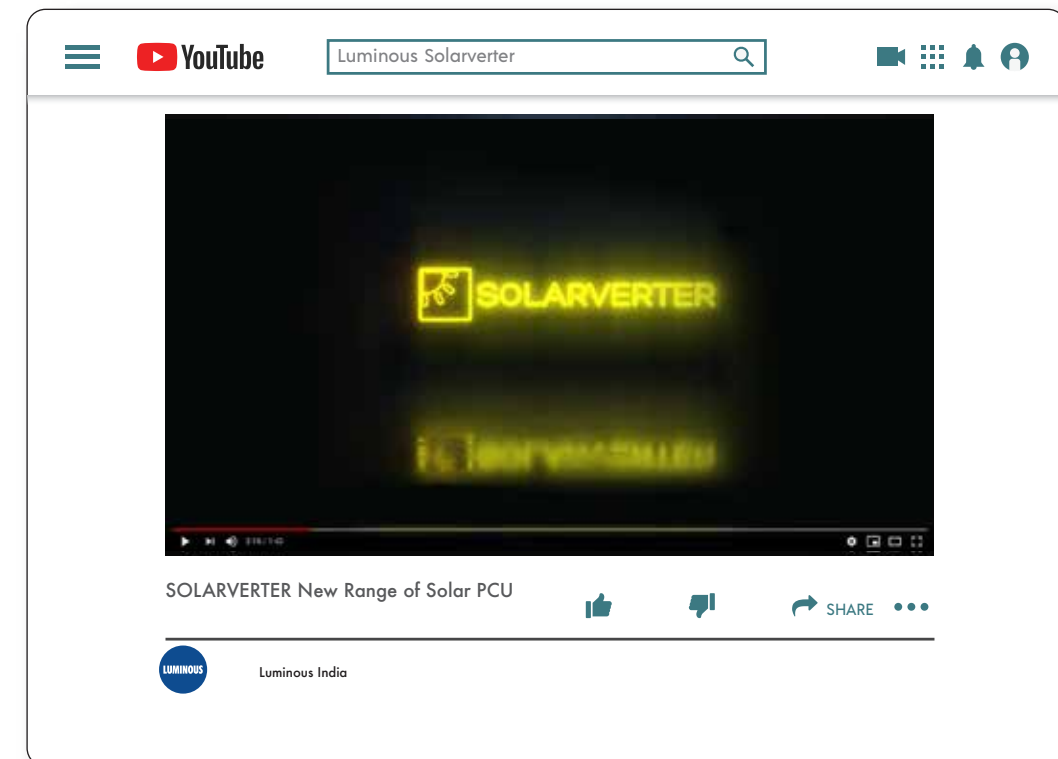 YouTube
Luminous Solarverter
SOLARVERTER
SOLARVERTER New Range of Solar PCU
SHARE
LUMINOUS
Luminous India